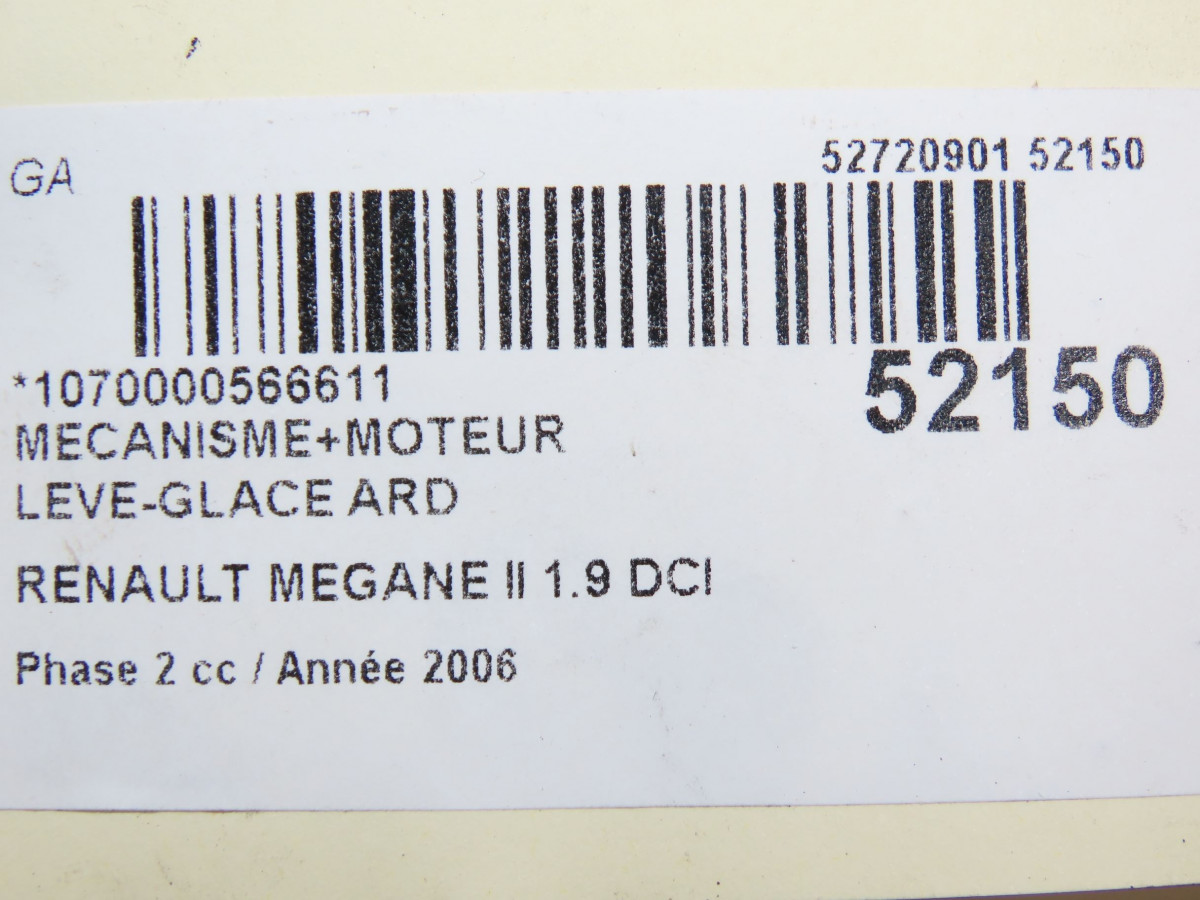 GA
52720901 52150
52150
*1070000566611
MECANISME+MOTEUR
LEVE-GLACE ARD
RENAULT MEGANE II 1.9 DCI
Phase 2 cc / Année 2006